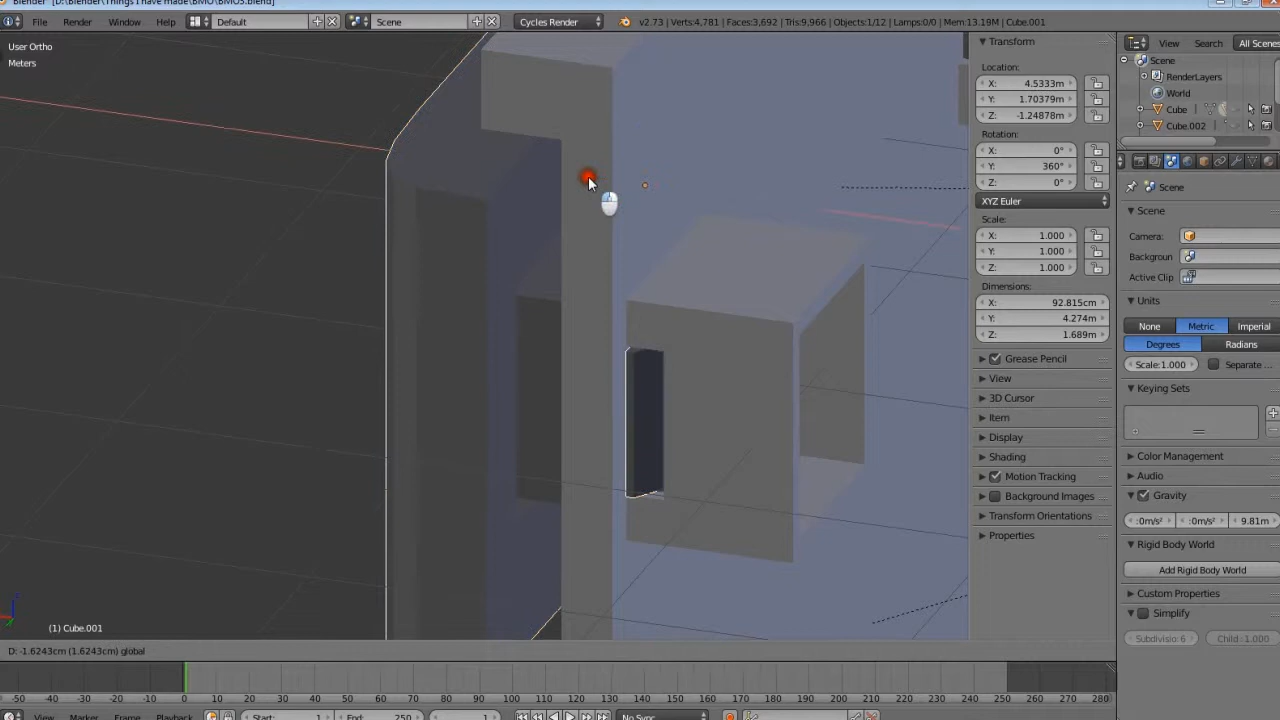 Blender [D:\Blender\Things I have made\BMO\BMO5.blend]
File Render Window Help Default Scene Cycles Render v2.73 | Verts:4,781 | Faces:3,692 | Tris:9,966 | Objects:1/12 | Lamps:0/0 | Mem:13.19M | Cube.001
User Ortho
Meters
Transform
Location:
X: 4.5333m
Y: 1.70379m
Z: -1.24878m
Rotation:
X: 0°
Y: 360°
Z: 0°
XYZ Euler
Scale:
X: 1.000
Y: 1.000
Z: 1.000
Dimensions:
X: 92.815cm
Y: 4.274m
Z: 1.689m
Grease Pencil
View
3D Cursor
Item
Display
Shading
Motion Tracking
Background Images
Transform Orientations
Properties
View Search All Scenes
Scene
RenderLayers
World
Cube
Cube.002
Scene
Scene
Camera:
Backgroun
Active Clip
Units
None Metric Imperial
Degrees Radians
Scale:1.000 Separate ...
Keying Sets
Color Management
Audio
Gravity
:0m/s² :0m/s² 9.81m
Rigid Body World
Add Rigid Body World
Custom Properties
Simplify
Subdivisio: 6 Child :1.000
(1) Cube.001
D: -1.6243cm (1.6243cm) global
-50 -40 -30 -20 -10 0 10 20 30 40 50 60 70 80 90 100 110 120 130 140 150 160 170 180 190 200 210 220 230 240 250 260 270 280
View Marker Frame Playback Start: 1 End: 250 1 No Sync